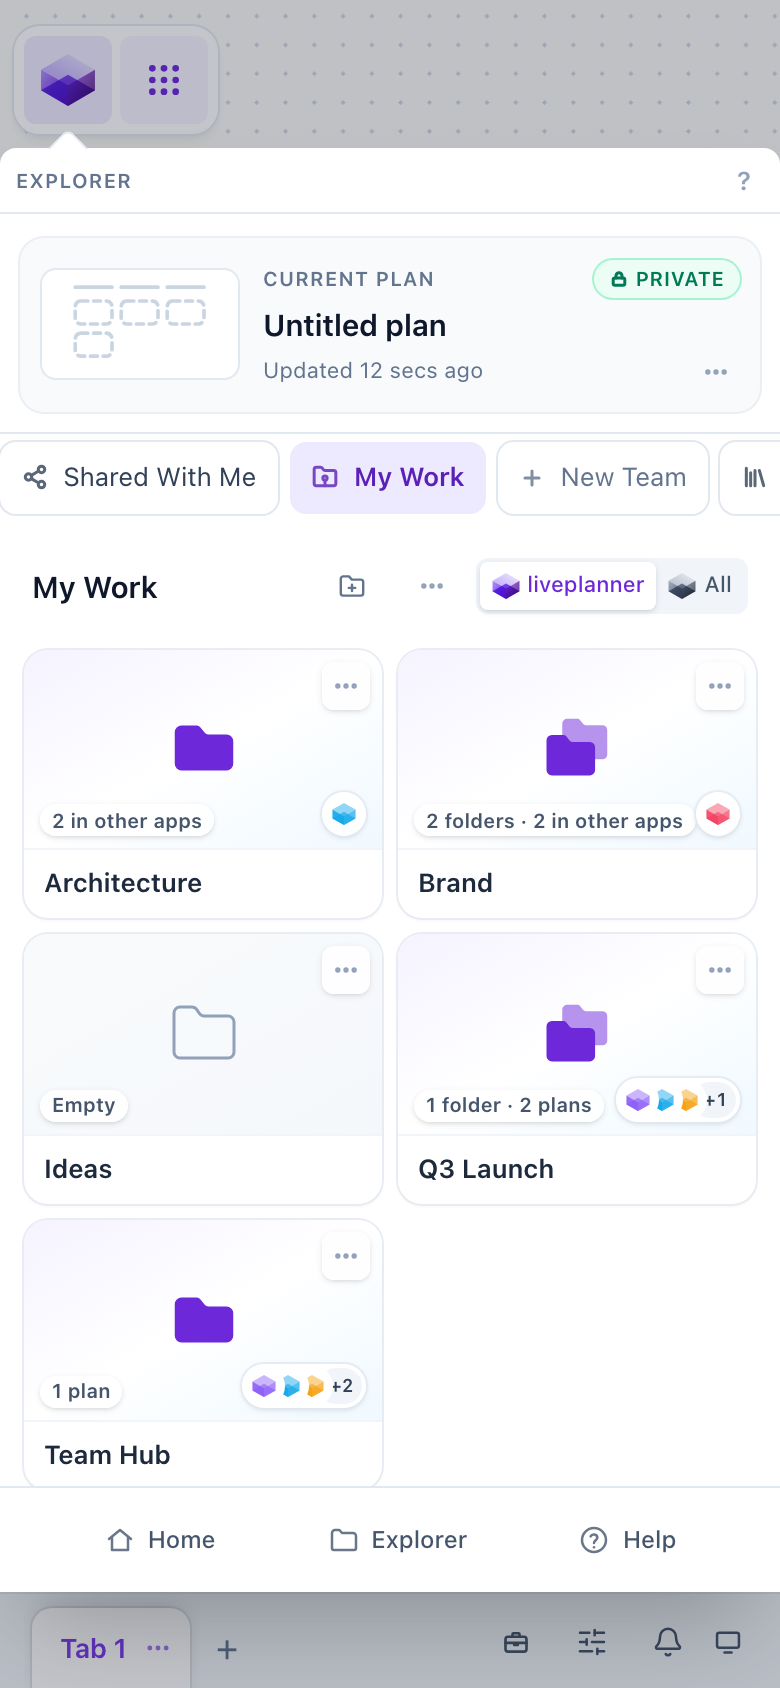 EXPLORER
?
CURRENT PLAN
PRIVATE
Untitled plan
Updated 12 secs ago
Shared With Me
My Work
New Team
My Work
liveplanner
All
2 in other apps
Architecture
2 folders · 2 in other apps
Brand
Empty
Ideas
1 folder · 2 plans
+1
Q3 Launch
1 plan
+2
Team Hub
Home
Explorer
Help
Tab 1